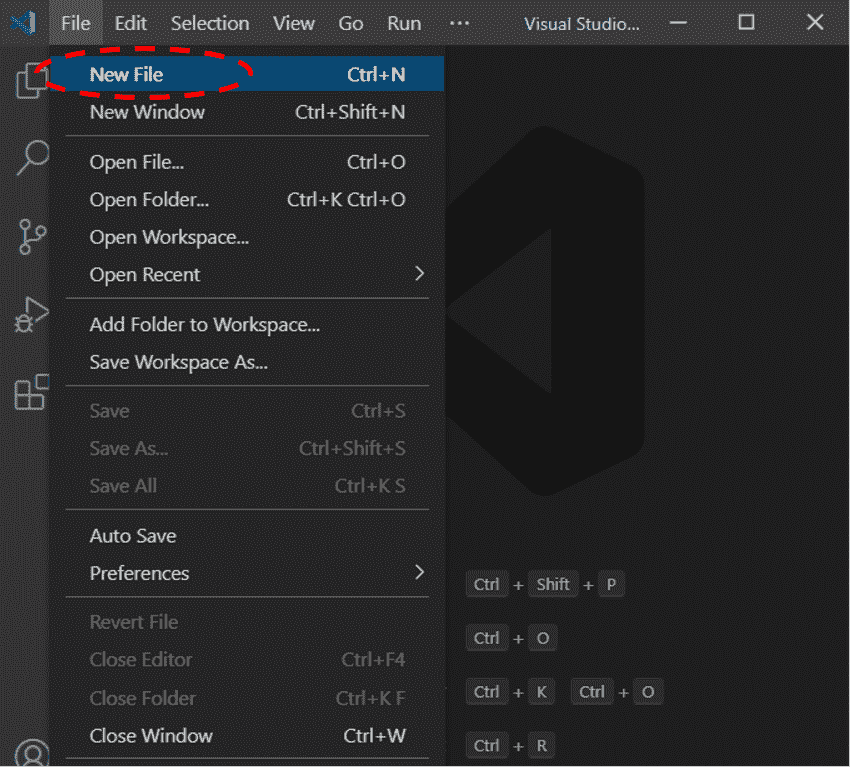 File Edit Selection View Go Run ··· Visual Studio...
New File Ctrl+N
New Window Ctrl+Shift+N
Open File... Ctrl+O
Open Folder... Ctrl+K Ctrl+O
Open Workspace...
Open Recent
Add Folder to Workspace...
Save Workspace As...
Save Ctrl+S
Save As... Ctrl+Shift+S
Save All Ctrl+K S
Auto Save
Preferences
Ctrl + Shift + P
Revert File
Ctrl + O
Close Editor Ctrl+F4
Close Folder Ctrl+K F
Ctrl + K Ctrl + O
Close Window Ctrl+W
Ctrl + R